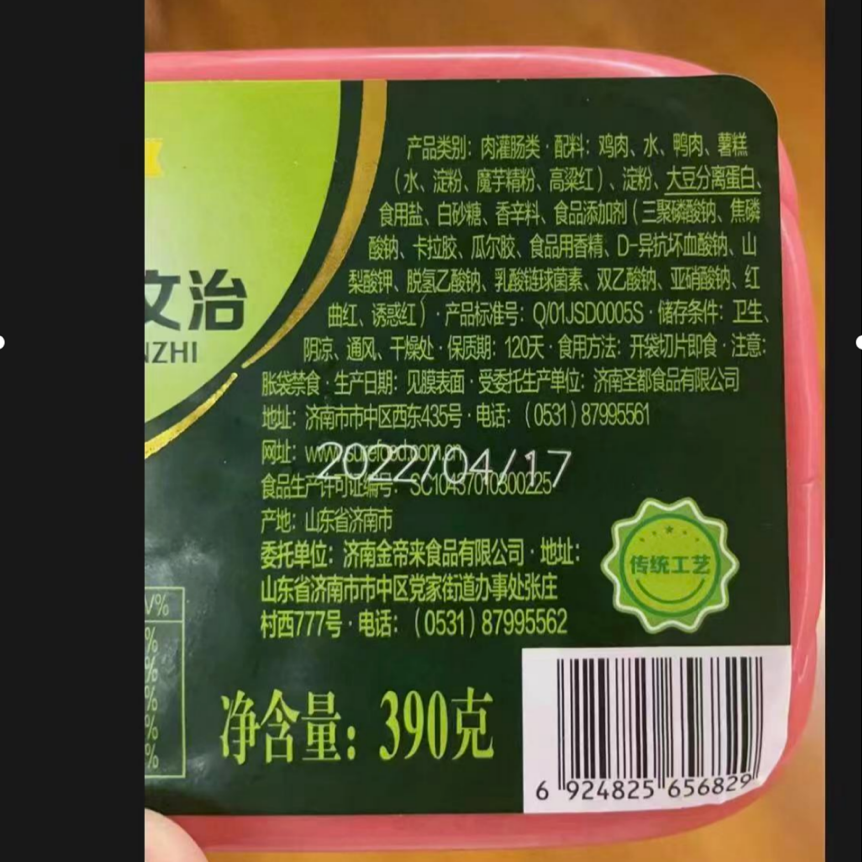 文治
NZHI
产品类别：肉灌肠类·配料：鸡肉、水、鸭肉、薯糕
（水、淀粉、魔芋精粉、高粱红）、淀粉、大豆分离蛋白、
食用盐、白砂糖、香辛料、食品添加剂（三聚磷酸钠、焦磷
酸钠、卡拉胶、瓜尔胶、食品用香精、D-异抗坏血酸钠、山
梨酸钾、脱氢乙酸钠、乳酸链球菌素、双乙酸钠、亚硝酸钠、红
曲红、诱惑红）·产品标准号：Q/01JSD0005S·储存条件：卫生、
阴凉、通风、干燥处·保质期：120天·食用方法：开袋切片即食·注意：
胀袋禁食·生产日期：见膜表面·受委托生产单位：济南圣都食品有限公司
地址：济南市市中区西东435号·电话：（0531）87995561
网址：www.surefood.com.cn
2022/04/17
食品生产许可证编号：SC10437010300225
产地：山东省济南市
委托单位：济南金帝来食品有限公司·地址：
山东省济南市市中区党家街道办事处张庄
村西777号·电话：（0531）87995562
传统工艺
V%
%
%
%
%
%
净含量：390克
6 924825 656829